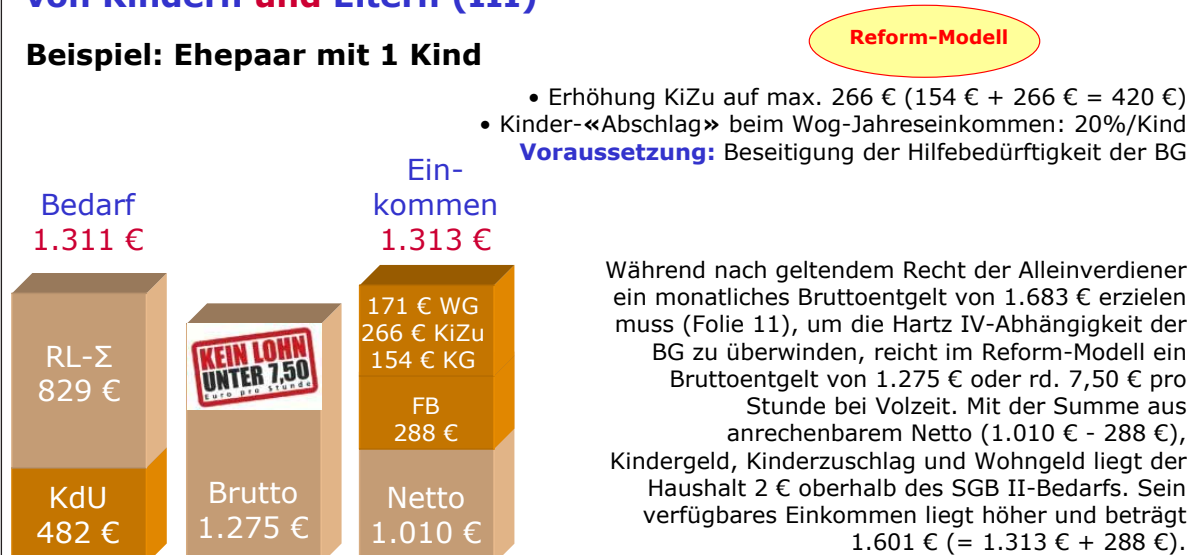 von Kindern und Eltern (III)
Beispiel: Ehepaar mit 1 Kind
Reform-Modell
• Erhöhung KiZu auf max. 266 € (154 € + 266 € = 420 €)
• Kinder-«Abschlag» beim Wog-Jahreseinkommen: 20%/Kind
Voraussetzung: Beseitigung der Hilfebedürftigkeit der BG
Bedarf
1.311 €
Ein-
kommen
1.313 €
RL-Σ
829 €
KdU
482 €
KEIN LOHN
UNTER 7,50
Euro pro Stunde
Brutto
1.275 €
171 € WG
266 € KiZu
154 € KG
FB
288 €
Netto
1.010 €
Während nach geltendem Recht der Alleinverdiener
ein monatliches Bruttoentgelt von 1.683 € erzielen
muss (Folie 11), um die Hartz IV-Abhängigkeit der
BG zu überwinden, reicht im Reform-Modell ein
Bruttoentgelt von 1.275 € oder rd. 7,50 € pro
Stunde bei Volzeit. Mit der Summe aus
anrechenbarem Netto (1.010 € - 288 €),
Kindergeld, Kinderzuschlag und Wohngeld liegt der
Haushalt 2 € oberhalb des SGB II-Bedarfs. Sein
verfügbares Einkommen liegt höher und beträgt
1.601 € (= 1.313 € + 288 €).